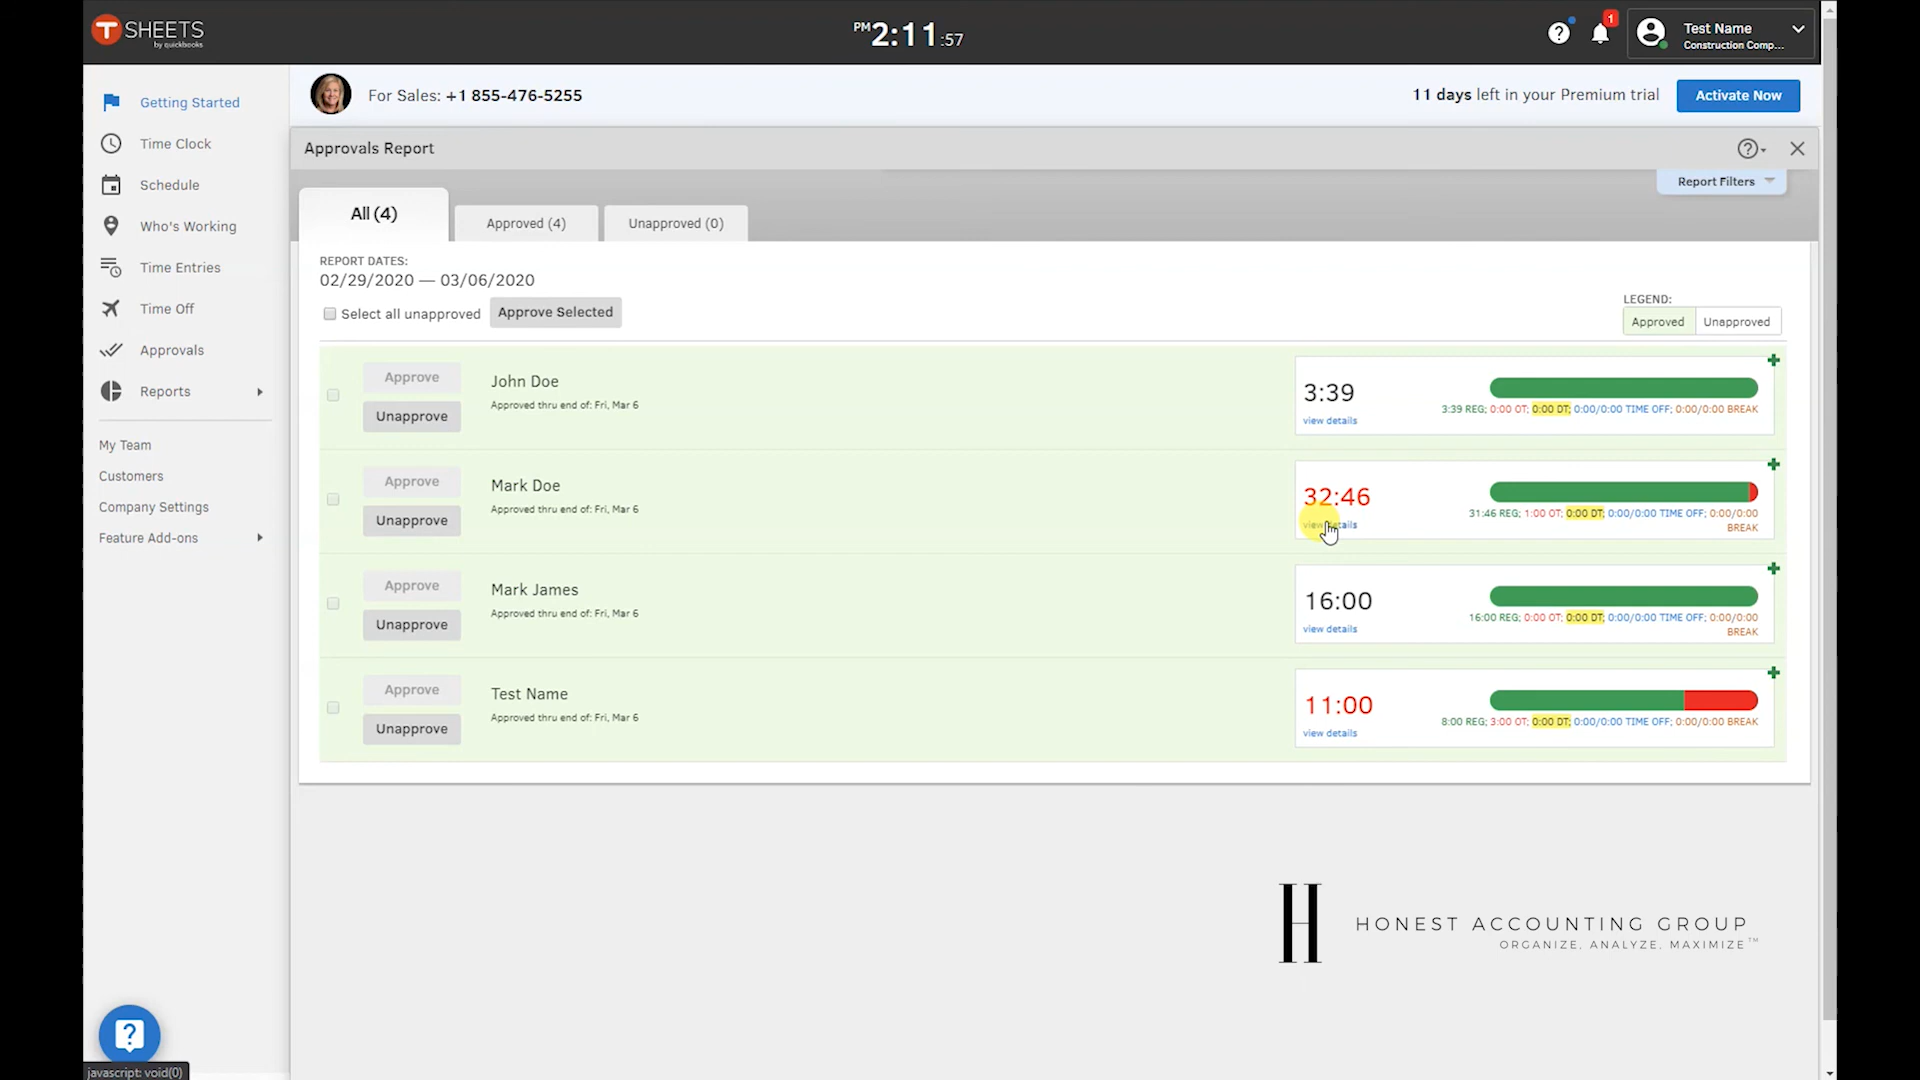 T SHEETS
by quickbooks
PM 2:11:57
1
Test Name
Construction Comp...
Getting Started
Time Clock
Schedule
Who's Working
Time Entries
Time Off
Approvals
Reports
My Team
Customers
Company Settings
Feature Add-ons
For Sales: +1 855-476-5255
11 days left in your Premium trial
Activate Now
Approvals Report
Report Filters
All (4)
Approved (4)
Unapproved (0)
REPORT DATES:
02/29/2020 — 03/06/2020
Select all unapproved
Approve Selected
LEGEND:
Approved
Unapproved
Approve
Unapprove
John Doe
Approved thru end of: Fri, Mar 6
3:39
view details
3:39 REG; 0:00 OT; 0:00 DT; 0:00/0:00 TIME OFF; 0:00/0:00 BREAK
Approve
Unapprove
Mark Doe
Approved thru end of: Fri, Mar 6
32:46
view details
31:46 REG; 1:00 OT; 0:00 DT; 0:00/0:00 TIME OFF; 0:00/0:00
BREAK
Approve
Unapprove
Mark James
Approved thru end of: Fri, Mar 6
16:00
view details
16:00 REG; 0:00 OT; 0:00 DT; 0:00/0:00 TIME OFF; 0:00/0:00
BREAK
Approve
Unapprove
Test Name
Approved thru end of: Fri, Mar 6
11:00
view details
8:00 REG; 3:00 OT; 0:00 DT; 0:00/0:00 TIME OFF; 0:00/0:00 BREAK
H
HONEST ACCOUNTING GROUP
ORGANIZE. ANALYZE. MAXIMIZE™
javascript: void(0)